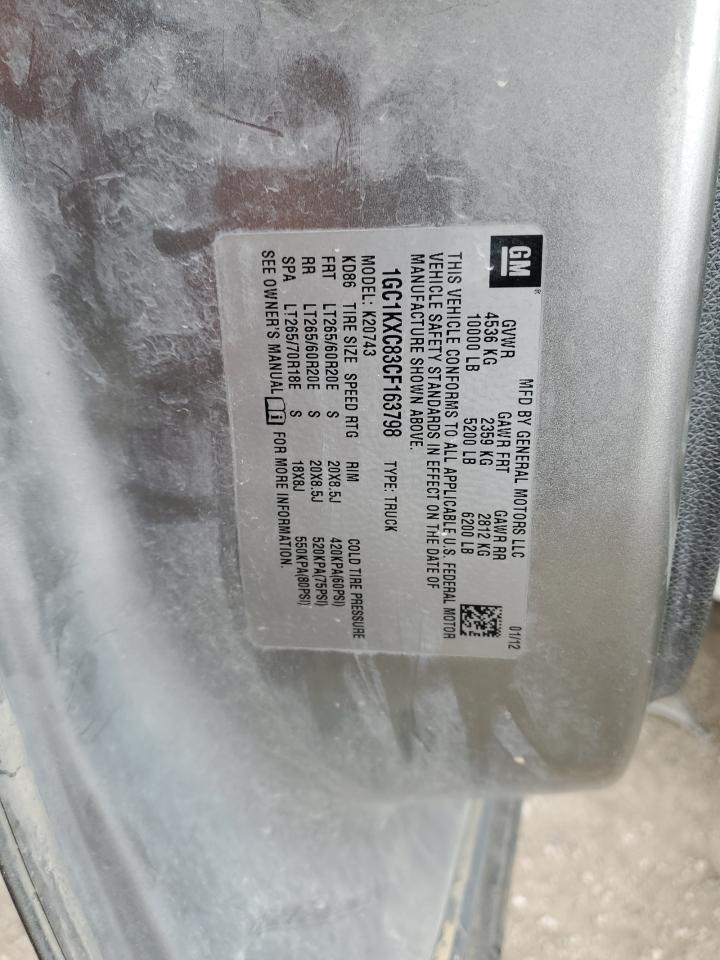 GM®
MFD BY GENERAL MOTORS LLC 01/12
GVWR GAWR FRT GAWR RR
4536 KG 2359 KG 2812 KG
10000 LB 5200 LB 6200 LB
THIS VEHICLE CONFORMS TO ALL APPLICABLE U.S. FEDERAL MOTOR
VEHICLE SAFETY STANDARDS IN EFFECT ON THE DATE OF
MANUFACTURE SHOWN ABOVE.
1GC1KXC83CF163798 TYPE: TRUCK
MODEL: K20743
KD86 TIRE SIZE SPEED RTG RIM COLD TIRE PRESSURE
FRT LT265/60R20E S 20X8.5J 420KPA(60PSI)
RR LT265/60R20E S 20X8.5J 520KPA(75PSI)
SPA LT265/70R18E S 18X8J 550KPA(80PSI)
SEE OWNER'S MANUAL FOR MORE INFORMATION.